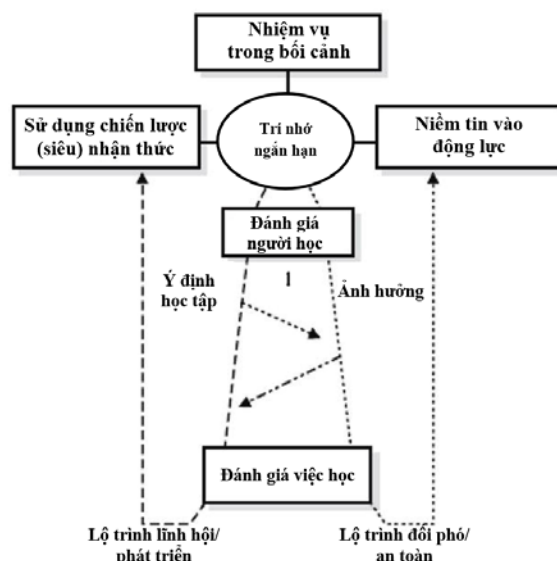 Nhiệm vụ
trong bối cảnh
Sử dụng chiến lược
(siêu) nhận thức
Trí nhớ
ngắn hạn
Niềm tin vào
động lực
Đánh giá
người học
Ý định
học tập
Ảnh hưởng
Đánh giá việc học
Lộ trình lĩnh hội/
phát triển
Lộ trình đối phó/
an toàn